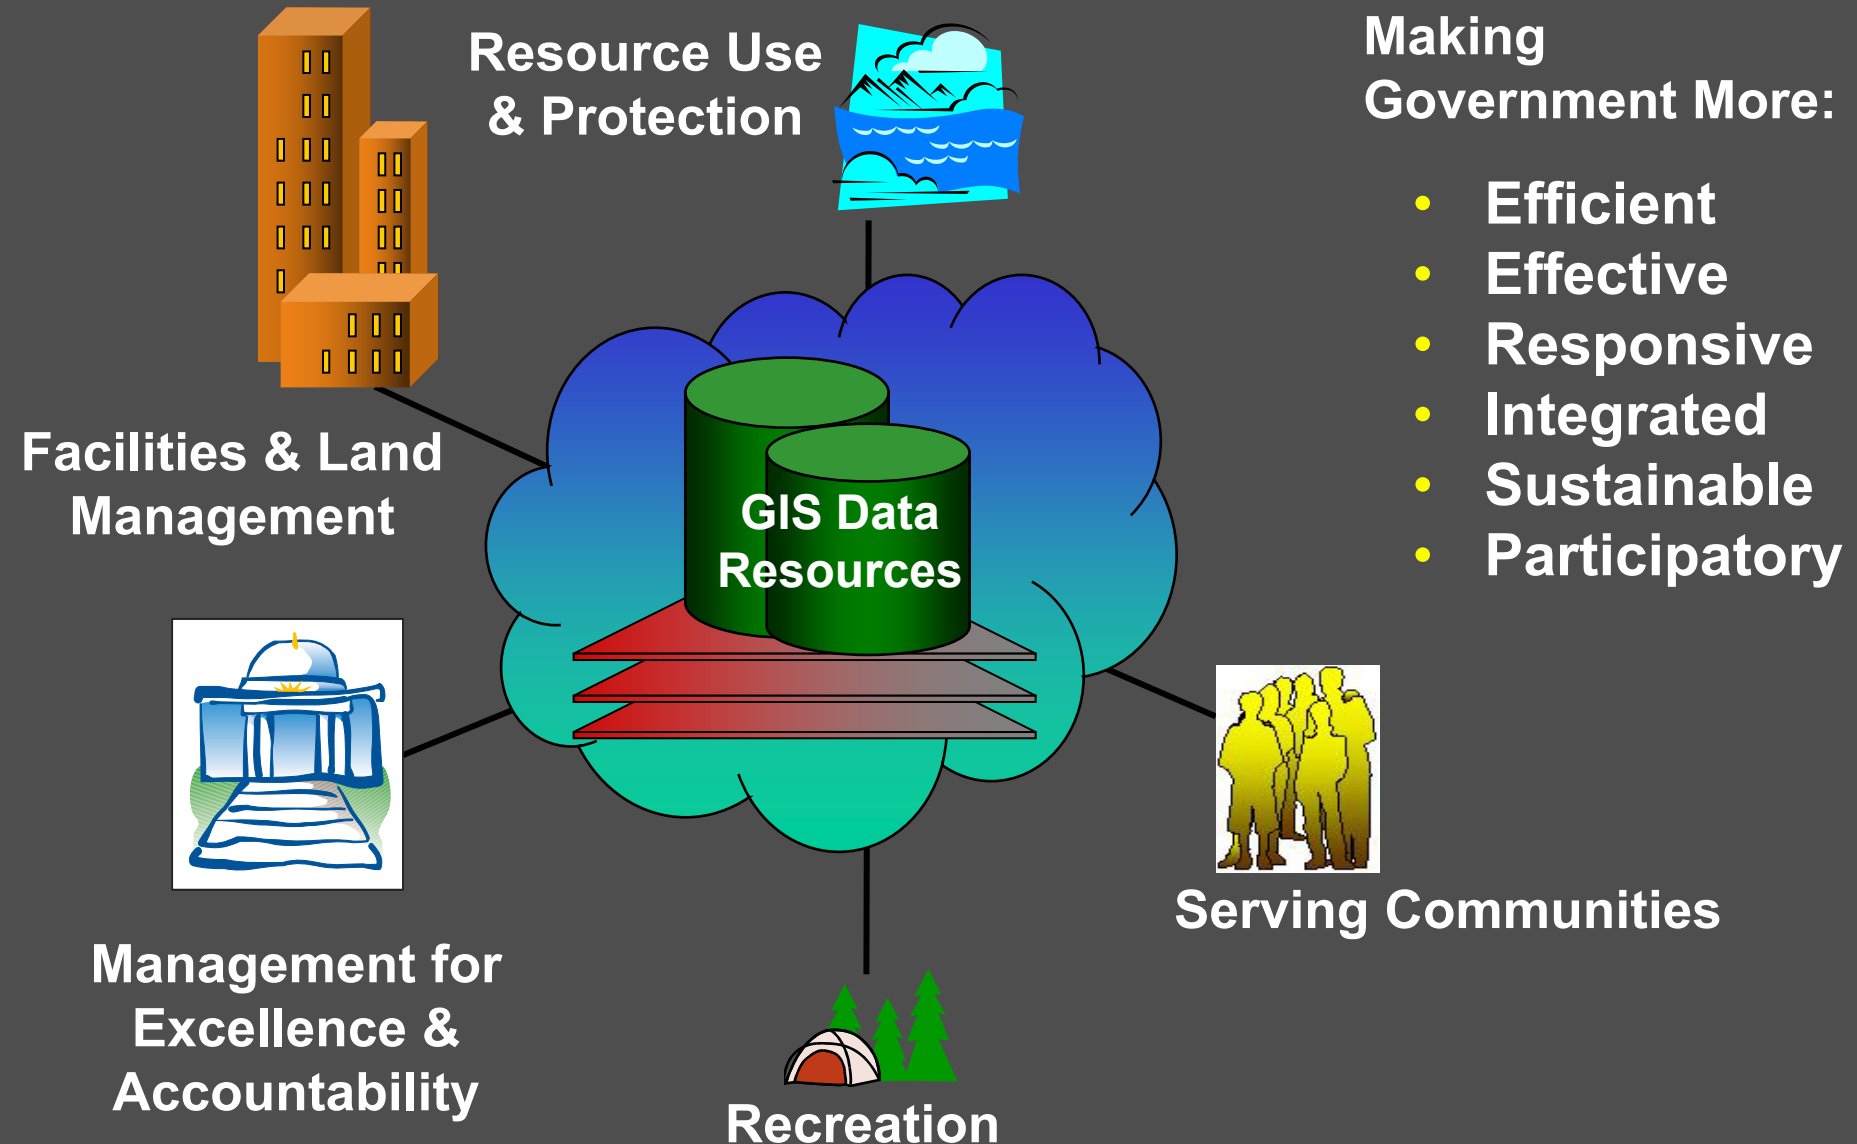 Resource Use
& Protection
Making
Government More:
• Efficient
• Effective
• Responsive
• Integrated
• Sustainable
• Participatory
Facilities & Land
Management
GIS Data
Resources
Management for
Excellence &
Accountability
Serving Communities
Recreation